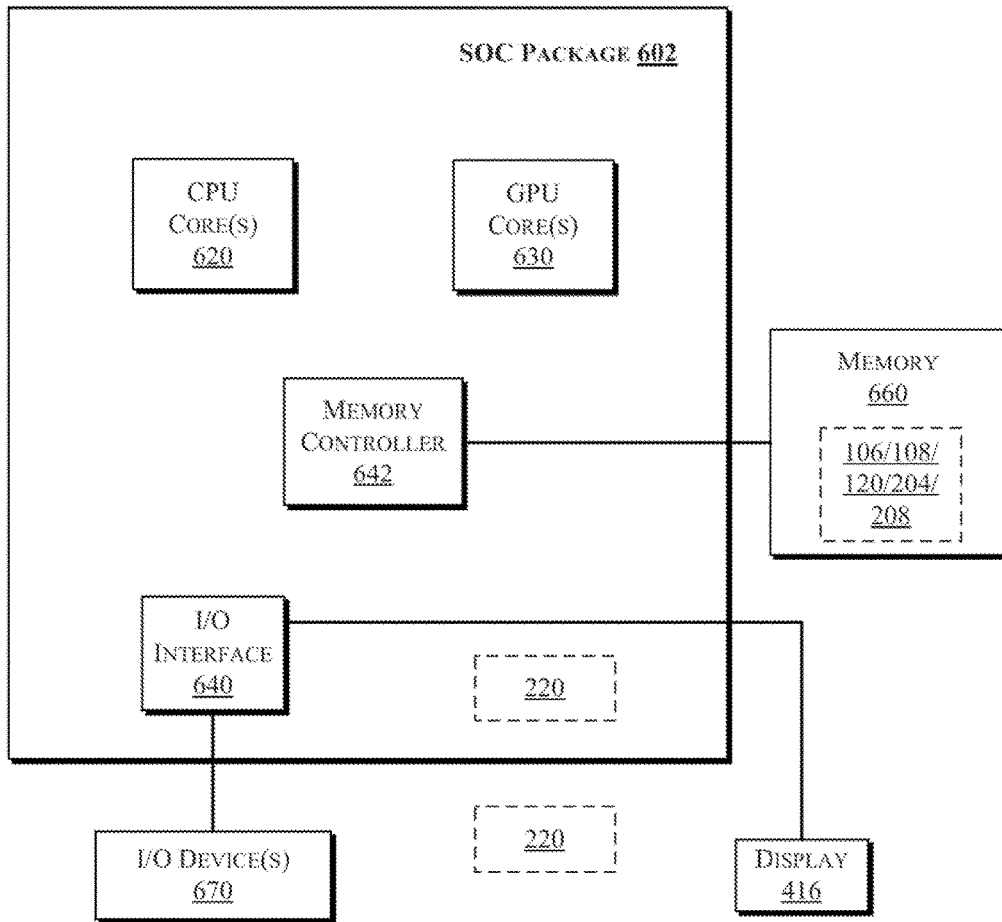 SOC PACKAGE 602
CPU
CORE(S)
620
GPU
CORE(S)
630
MEMORY
CONTROLLER
642
MEMORY
660
106/108/
120/204/
208
I/O
INTERFACE
640
220
220
I/O DEVICE(S)
670
DISPLAY
416